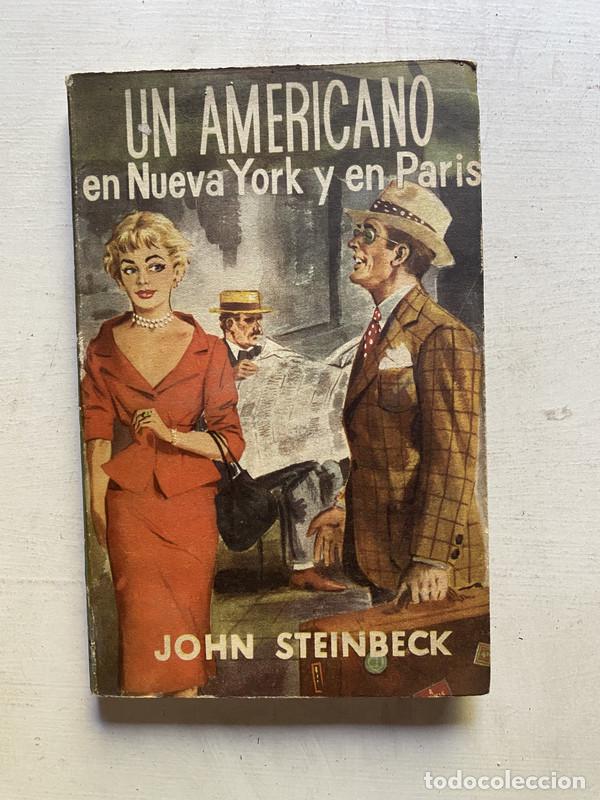 UN AMERICANO
en Nueva York y en Paris
JOHN STEINBECK
todocoleccion